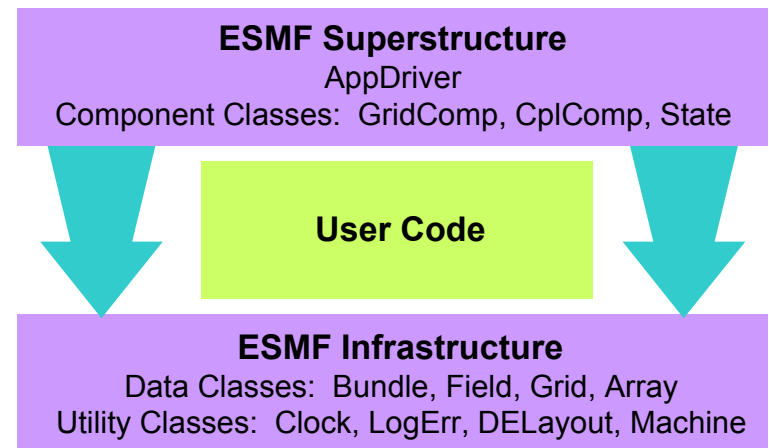 ESMF Superstructure
AppDriver
Component Classes: GridComp, CplComp, State
User Code
ESMF Infrastructure
Data Classes: Bundle, Field, Grid, Array
Utility Classes: Clock, LogErr, DELayout, Machine